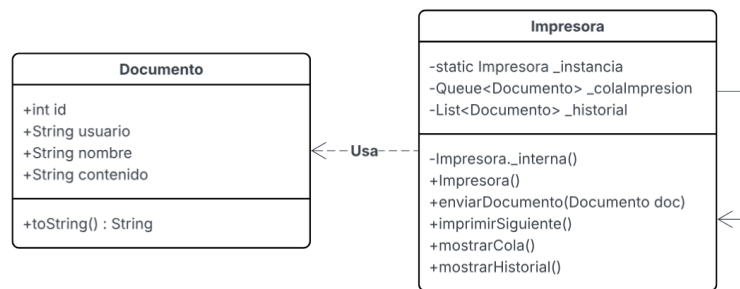 Documento
+int id
+String usuario
+String nombre
+String contenido
+toString() : String
Usa
Impresora
-static Impresora _instancia
-Queue<Documento> _colaImpresion
-List<Documento> _historial
-Impresora._interna()
+Impresora()
+enviarDocumento(Documento doc)
+imprimirSiguiente()
+mostrarCola()
+mostrarHistorial()